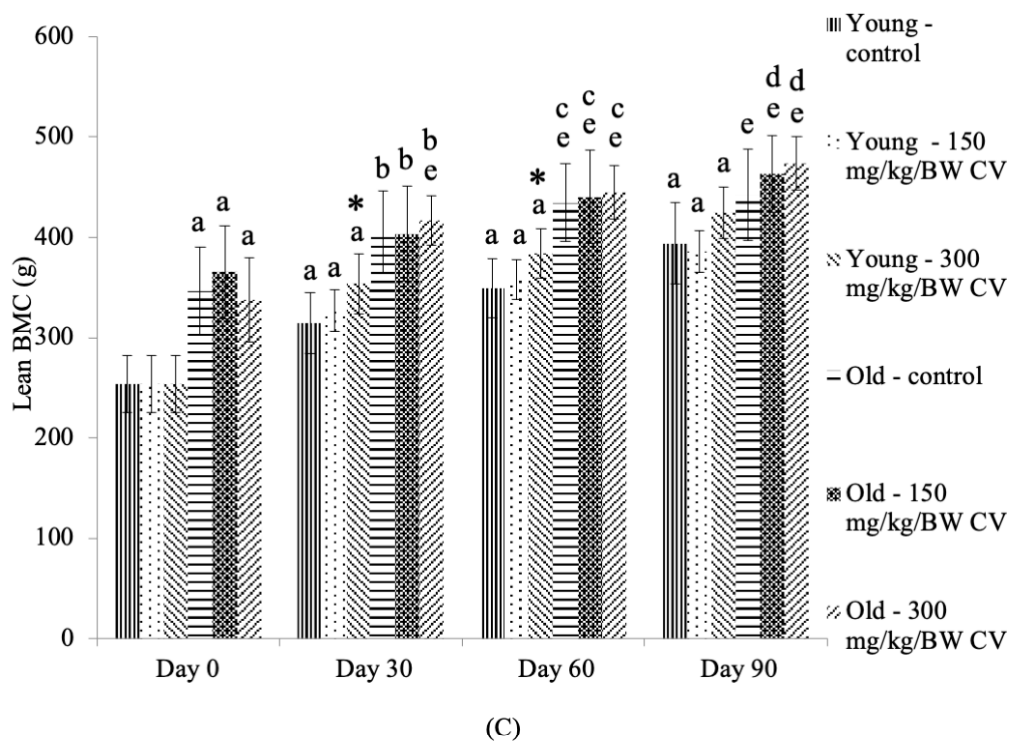 600
500
400
300
200
100
0
Lean BMC (g)
a
a
a
a
a
*
a
b
b
b
e
a
a
*
a
c
e
c
e
c
e
a
a
a
e
d
e
d
e
Day 0
Day 30
Day 60
Day 90
Young -
control
Young - 150
mg/kg/BW CV
Young - 300
mg/kg/BW CV
Old - control
Old - 150
mg/kg/BW CV
Old - 300
mg/kg/BW CV
(C)